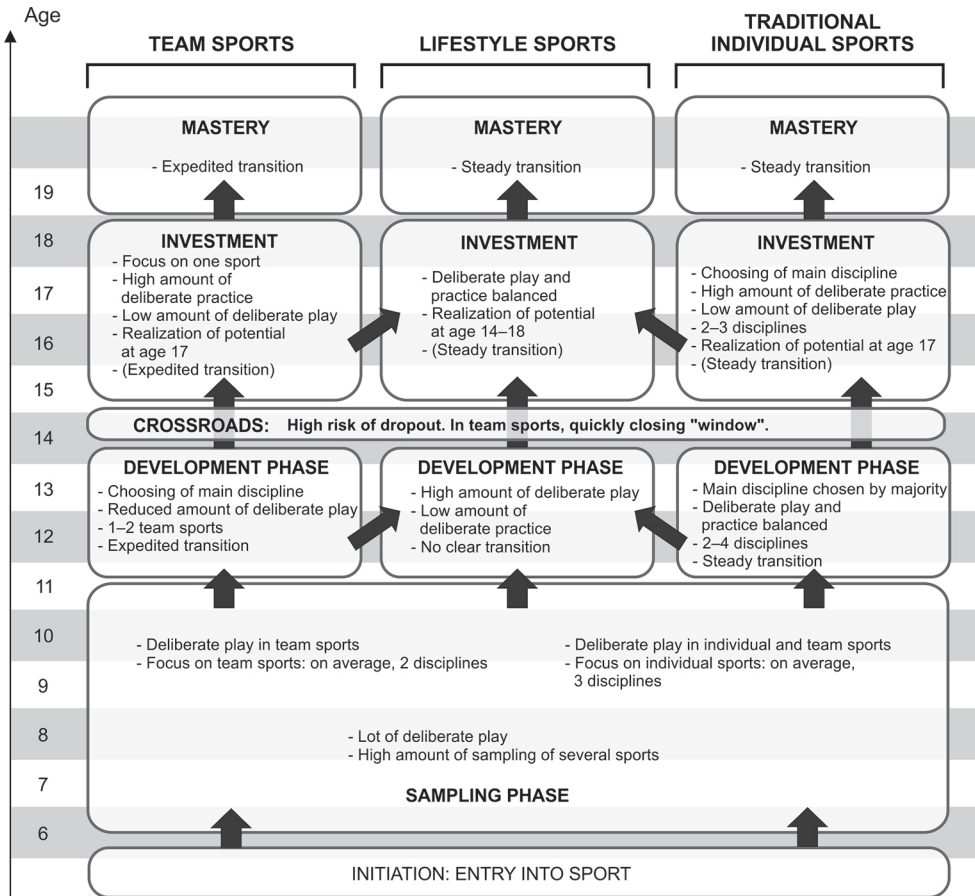 Age
TEAM SPORTS
LIFESTYLE SPORTS
TRADITIONAL
INDIVIDUAL SPORTS
MASTERY
- Expedited transition
MASTERY
- Steady transition
MASTERY
- Steady transition
19
18
17
16
15
INVESTMENT
- Focus on one sport
- High amount of
deliberate practice
- Low amount of deliberate play
- Realization of potential
at age 17
- (Expedited transition)
INVESTMENT
- Deliberate play and
practice balanced
- Realization of potential
at age 14–18
- (Steady transition)
INVESTMENT
- Choosing of main discipline
- High amount of deliberate practice
- Low amount of deliberate play
- 2–3 disciplines
- Realization of potential at age 17
- (Steady transition)
14
CROSSROADS: High risk of dropout. In team sports, quickly closing "window".
13
12
11
DEVELOPMENT PHASE
- Choosing of main discipline
- Reduced amount of deliberate play
- 1–2 team sports
- Expedited transition
DEVELOPMENT PHASE
- High amount of deliberate play
- Low amount of
deliberate practice
- No clear transition
DEVELOPMENT PHASE
- Main discipline chosen by majority
- Deliberate play and
practice balanced
- 2–4 disciplines
- Steady transition
10
9
8
7
6
- Deliberate play in team sports
- Focus on team sports: on average, 2 disciplines
- Deliberate play in individual and team sports
- Focus on individual sports: on average,
3 disciplines
- Lot of deliberate play
- High amount of sampling of several sports
SAMPLING PHASE
INITIATION: ENTRY INTO SPORT